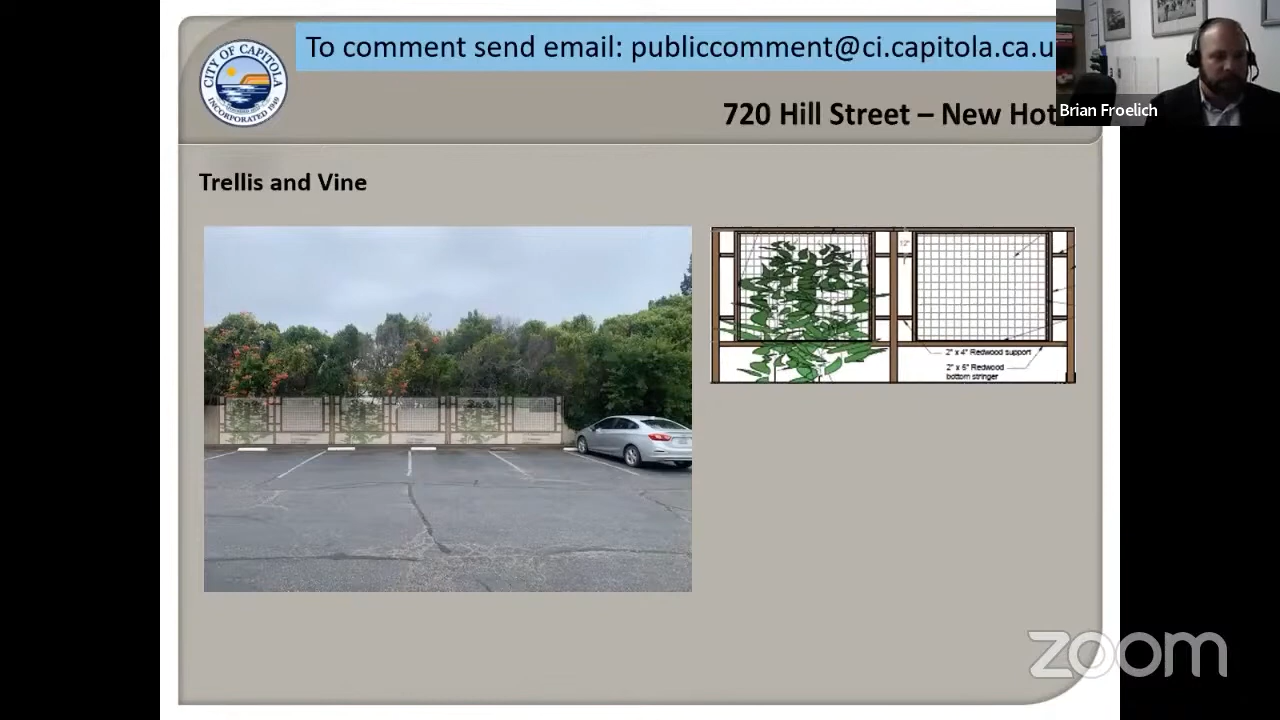 To comment send email: publiccomment@ci.capitola.ca.u
CITY OF CAPITOLA
INCORPORATED 1949
720 Hill Street – New Hot
Brian Froelich
Trellis and Vine
12"
2" x 4" Redwood support
2" x 6" Redwood
bottom stringer
zoom